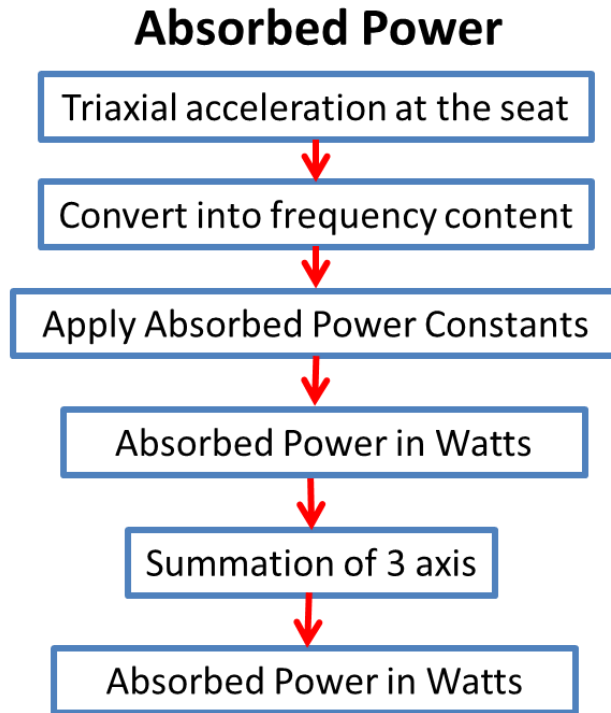 Absorbed Power
Triaxial acceleration at the seat
Convert into frequency content
Apply Absorbed Power Constants
Absorbed Power in Watts
Summation of 3 axis
Absorbed Power in Watts